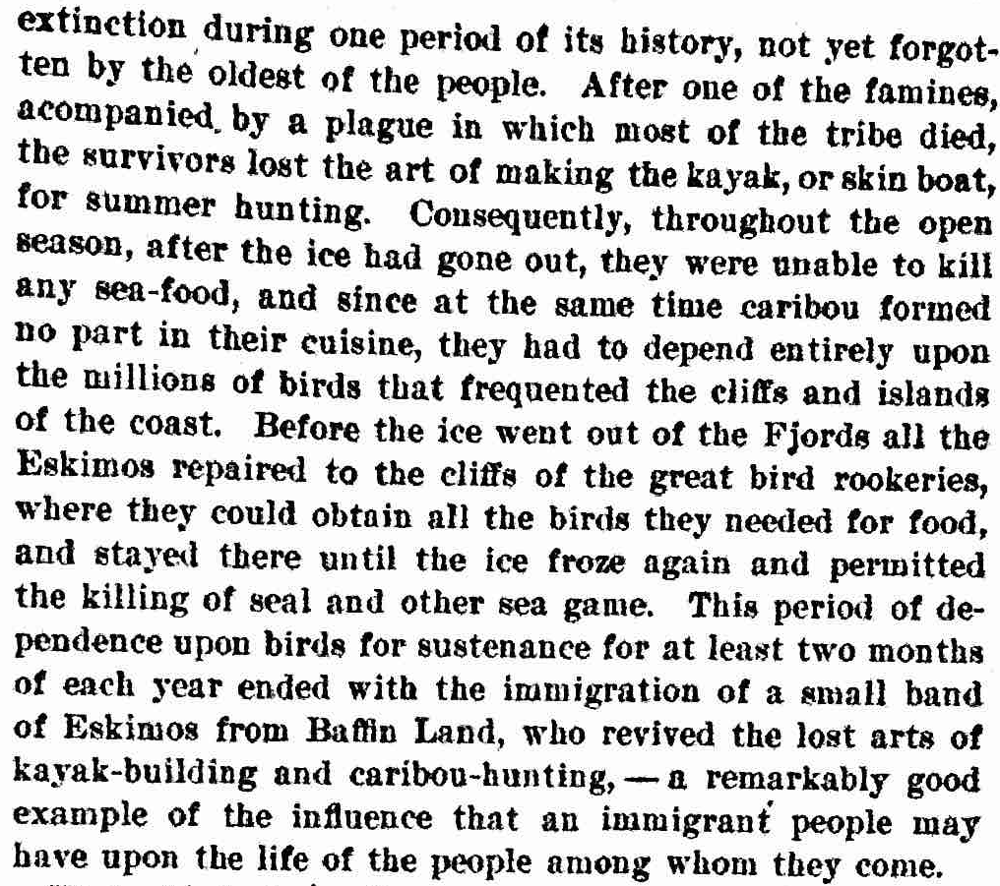 extinction during one period of its history, not yet forgot-
ten by the oldest of the people. After one of the famines,
acompanied by a plague in which most of the tribe died,
the survivors lost the art of making the kayak, or skin boat,
for summer hunting. Consequently, throughout the open
season, after the ice had gone out, they were unable to kill
any sea-food, and since at the same time caribou formed
no part in their cuisine, they had to depend entirely upon
the millions of birds that frequented the cliffs and islands
of the coast. Before the ice went out of the Fjords all the
Eskimos repaired to the cliffs of the great bird rookeries,
where they could obtain all the birds they needed for food,
and stayed there until the ice froze again and permitted
the killing of seal and other sea game. This period of de-
pendence upon birds for sustenance for at least two months
of each year ended with the immigration of a small band
of Eskimos from Baffin Land, who revived the lost arts of
kayak-building and caribou-hunting, — a remarkably good
example of the influence that an immigrant people may
have upon the life of the people among whom they come.